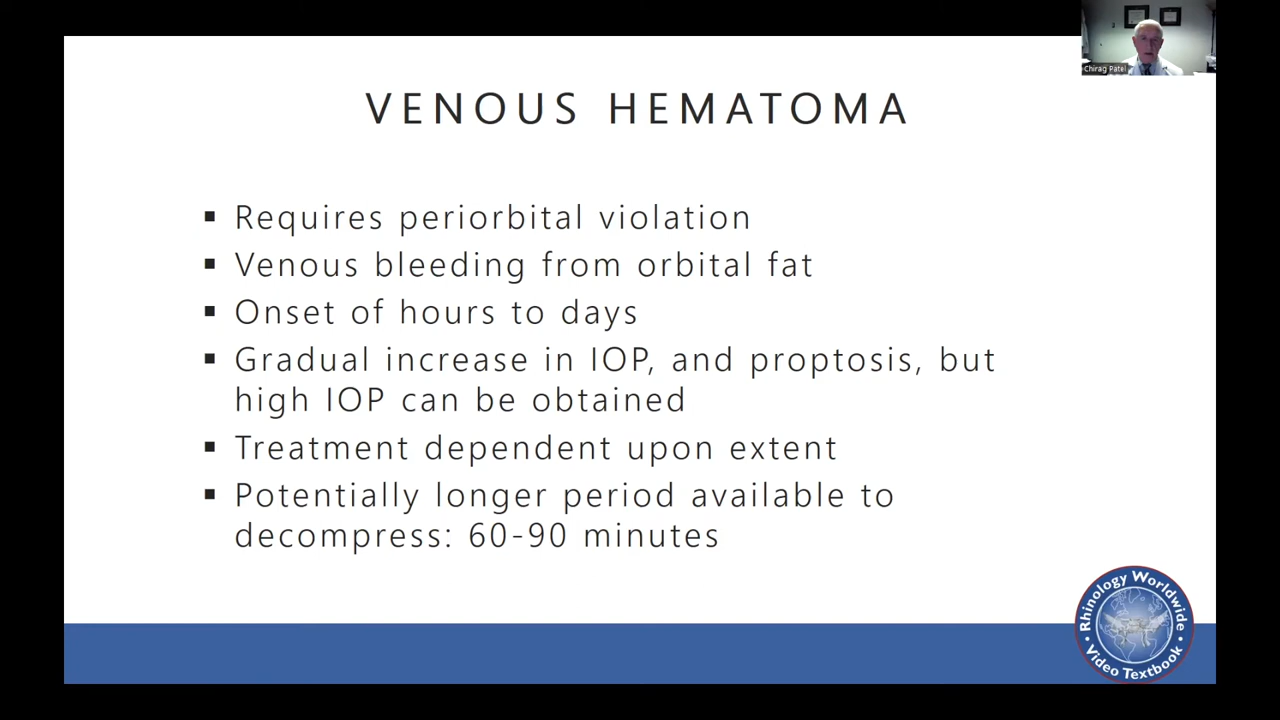 Chirag Patel
VENOUS HEMATOMA
▪ Requires periorbital violation
▪ Venous bleeding from orbital fat
▪ Onset of hours to days
▪ Gradual increase in IOP, and proptosis, but
high IOP can be obtained
▪ Treatment dependent upon extent
▪ Potentially longer period available to
decompress: 60-90 minutes
Rhinology Worldwide
• Video Textbook •